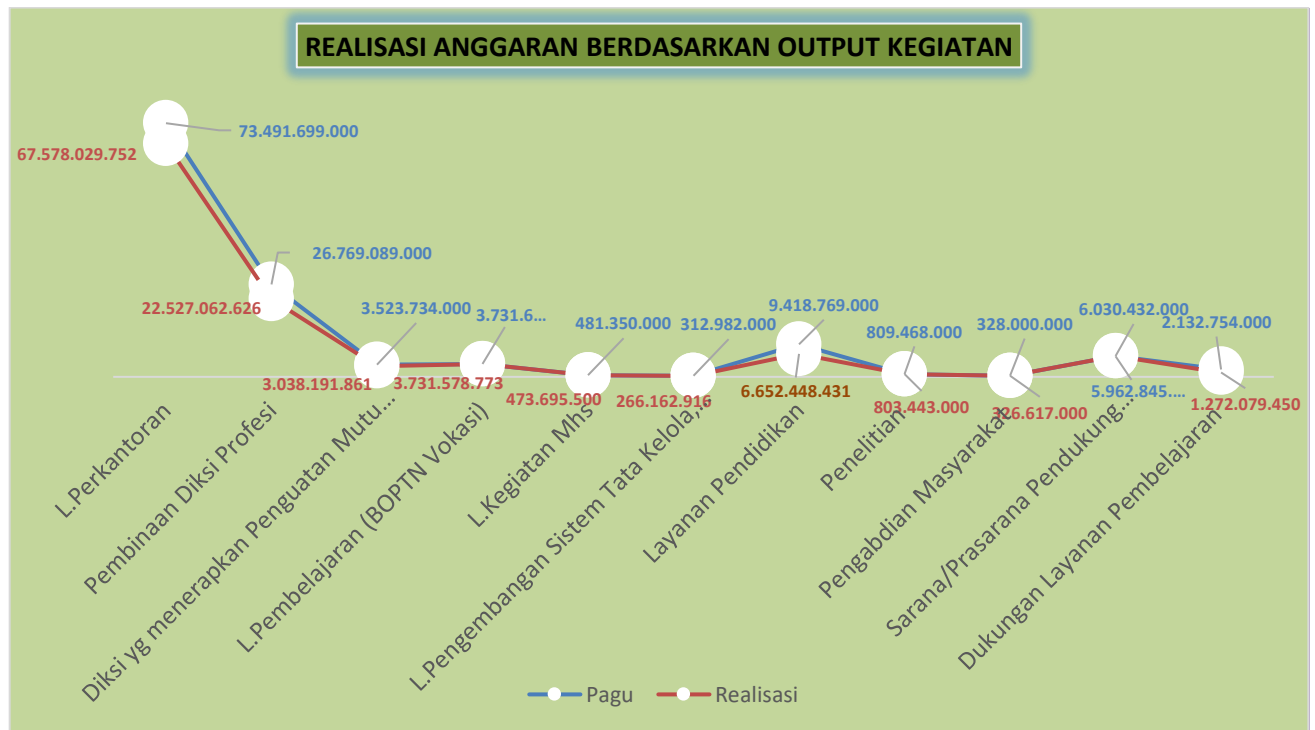 REALISASI ANGGARAN BERDASARKAN OUTPUT KEGIATAN
73.491.699.000
67.578.029.752
26.769.089.000
22.527.062.626
3.523.734.000
3.038.191.861
3.731.6...
3.731.578.773
481.350.000
473.695.500
312.982.000
266.162.916
9.418.769.000
6.652.448.431
809.468.000
803.443.000
328.000.000
326.617.000
6.030.432.000
5.962.845....
2.132.754.000
1.272.079.450
L.Perkantoran
Pembinaan Diksi Profesi
Diksi yg menerapkan Penguatan Mutu...
L.Pembelajaran (BOPTN Vokasi)
L.Kegiatan Mhs
L.Pengembangan Sistem Tata Kelola,...
Layanan Pendidikan
Penelitian
Pengabdian Masyarakat
Sarana/Prasarana Pendukung...
Dukungan Layanan Pembelajaran
Pagu
Realisasi